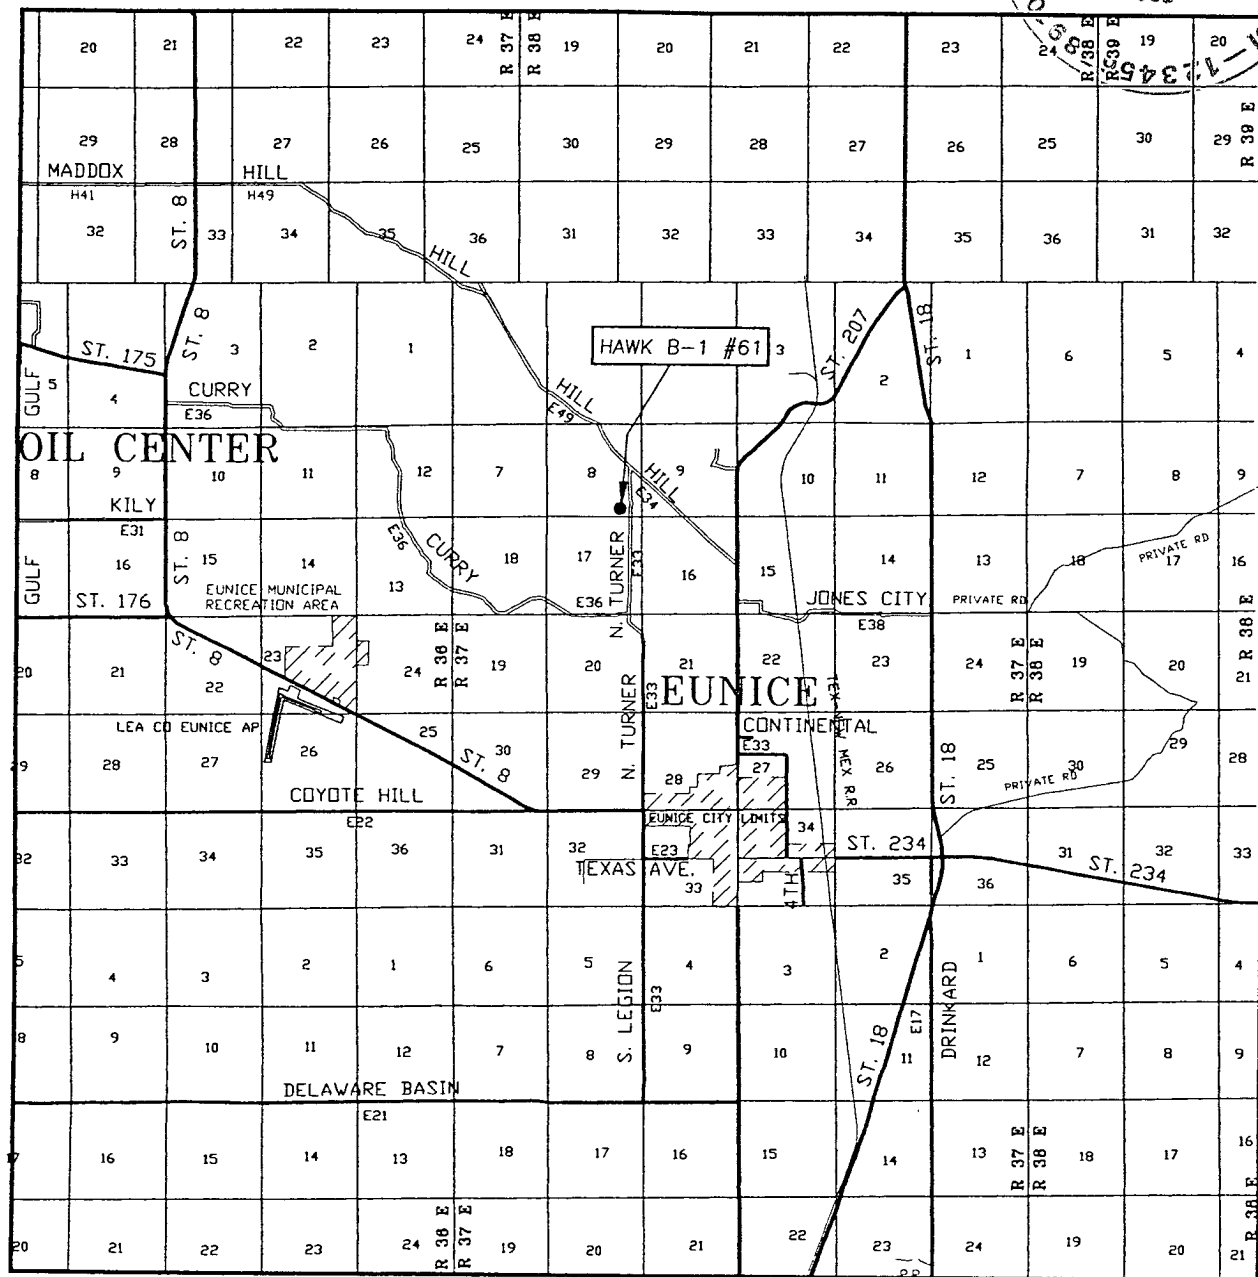 20 21 22 23 24 R 37 E R 38 E 19 20 21 22 23 24 R 38 E R 39 E 19 20
12345
29 28 27 26 25 30 29 28 27 26 25 30 29 R 39 E
MADDOX HILL
H41 H49
32 ST. 8 33 34 35 36 31 32 33 34 35 36 31 32
HILL
ST. 8
ST. 175
3 2 1 3 ST. 207 2 ST. 18 1 6 5 4
HAWK B-1 #61
GULF 5 4
CURRY
E36
HILL
E49
OIL CENTER
8 9 10 11 12 7 8 9 10 11 12 7 8 9
HILL
E34
KILY
E31
E36 CURRY
GULF 16 ST. 8 15 14 13 18 17 N. TURNER E33 16 15 14 13 18 17 16
PRIVATE RD
EUNICE MUNICIPAL
RECREATION AREA
ST. 176
E36
JONES CITY PRIVATE RD
E38
ST. 8
20 21 22 23 24 R 36 E R 37 E 19 20 21 22 23 24 R 37 E R 38 E 19 20 21 R 38 E
N. TURNER E33
EUNICE
LEA CO EUNICE AP
CONTINENTAL
E33
TEX-NEW MEX R.R
29 28 27 26 25 30 29 28 27 26 25 30 29 28
ST. 8
ST. 18
PRIVATE RD
COYOTE HILL
E22
EUNICE CITY LIMITS
32 33 34 35 36 31 32 33 34 35 36 31 32 33
E23
TEXAS AVE.
4TH
ST. 234
ST. 234
5 4 3 2 1 6 5 4 3 2 1 6 5 4
S. LEGION E33
DRINKARD
E17
8 9 10 11 12 7 8 9 10 11 12 7 8 9
ST. 18
DELAWARE BASIN
E21
17 16 15 14 13 18 17 16 15 14 13 R 37 E R 38 E 18 17 16
20 21 22 23 24 R 36 E R 37 E 19 20 21 22 23 24 19 20 21 R 38 E